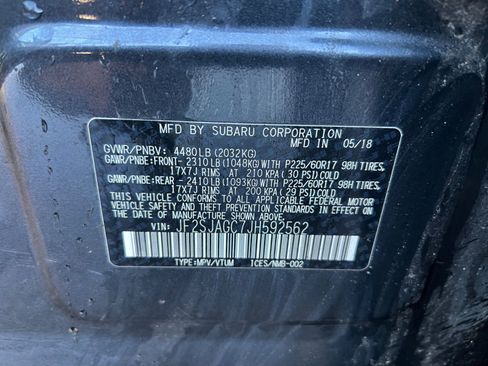 MFD BY SUBARU CORPORATION
MFD IN 05/18
GVWR/PNBV: 4480LB(2032KG)
GAWR/PNBE:FRONT- 2310LB(1048KG)WITH P225/60R17 98H TIRES,
17X7J RIMS AT 210 KPA( 30 PSI)COLD
GAWR/PNBE:REAR - 2410LB(1093KG)WITH P225/60R17 98H TIRES,
17X7J RIMS AT 200 KPA( 29 PSI)COLD
THIS VEHICLE CONFORMS TO ALL APPLICABLE FEDERAL MOTOR
VEHICLE SAFETY AND THEFT PREVENTION STANDARDS IN EFFECT
ON THE DATE OF MANUFACTURE SHOWN ABOVE.
VIN: JF2SJAGC7JH592562
TYPE:MPV/VTUM ICES/NMB-002